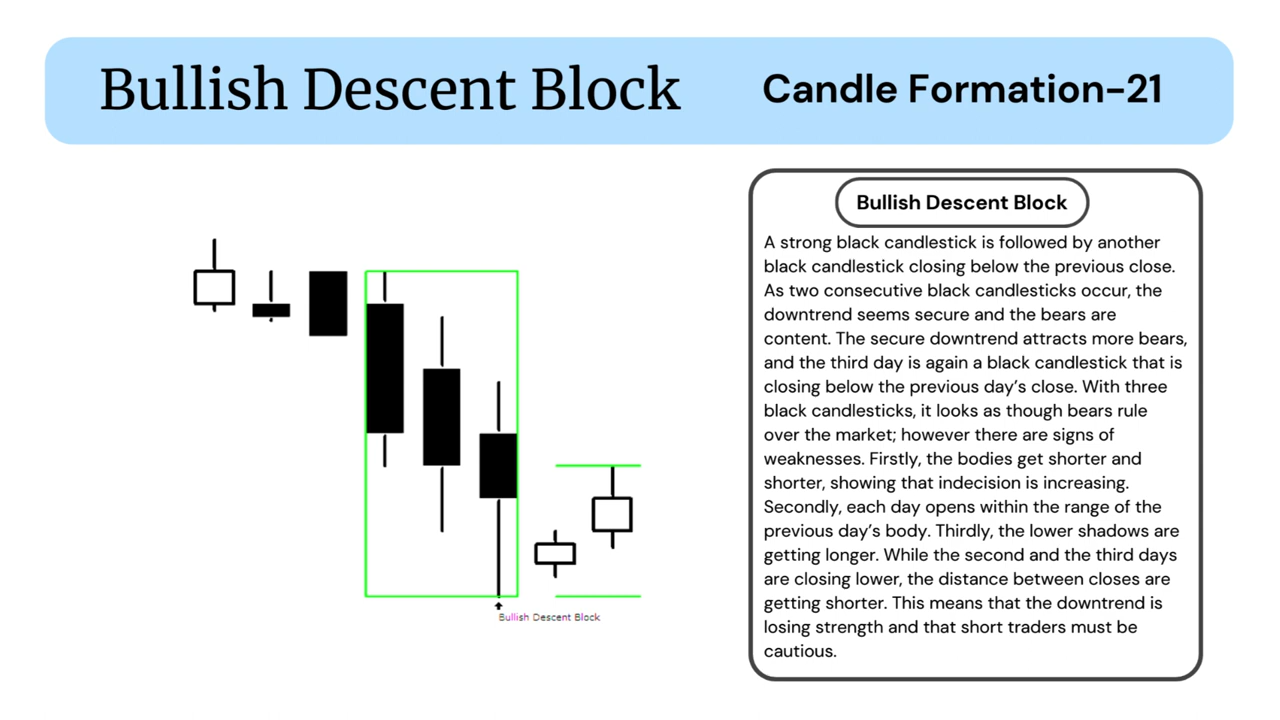 Bullish Descent Block
Candle Formation-21
Bullish Descent Block
A strong black candlestick is followed by another
black candlestick closing below the previous close.
As two consecutive black candlesticks occur, the
downtrend seems secure and the bears are
content. The secure downtrend attracts more bears,
and the third day is again a black candlestick that is
closing below the previous day’s close. With three
black candlesticks, it looks as though bears rule
over the market; however there are signs of
weaknesses. Firstly, the bodies get shorter and
shorter, showing that indecision is increasing.
Secondly, each day opens within the range of the
previous day’s body. Thirdly, the lower shadows are
getting longer. While the second and the third days
are closing lower, the distance between closes are
getting shorter. This means that the downtrend is
losing strength and that short traders must be
cautious.
Bullish Descent Block